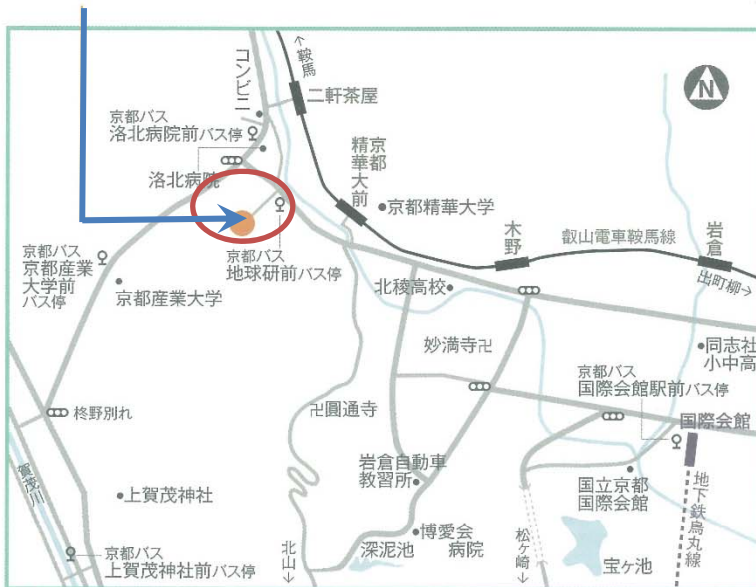 ↑鞍馬
コンビニ
二軒茶屋
N
京都バス
洛北病院前バス停
洛北病院
京都
精華大前
京都精華大学
木野
叡山電車鞍馬線
岩倉
出町柳→
京都バス
地球研前バス停
京都バス
京都産業
大学前
バス停
京都産業大学
北稜高校
妙満寺卍
同志社
小中高
京都バス
国際会館駅前バス停
国際会館
柊野別れ
卍圓通寺
賀茂川
上賀茂神社
岩倉自動車
教習所
国立京都
国際会館
地下鉄烏丸線
博愛会
病院
深泥池
北山↓
松ヶ崎↓
宝ヶ池
京都バス
上賀茂神社前バス停